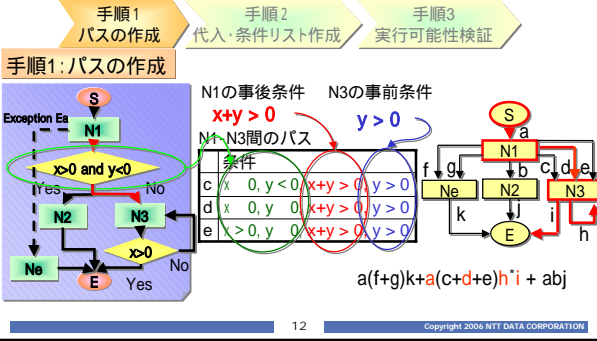 手順1
パスの作成
手順2
代入・条件リスト作成
手順3
実行可能性検証
手順1:パスの作成
N1の事後条件
x+y > 0
N3の事前条件
y > 0
N1-N3間のパス
条件
c x 0, y < 0, x+y > 0, y > 0
d x 0, y 0, x+y > 0, y > 0
e x > 0, y 0, x+y > 0, y > 0
S
Exception Ea
N1
x>0 and y<0
Yes
No
N2
N3
x>0
No
Yes
Ne
E
S
a
N1
f g b c d e
Ne
N2
N3
k j i h
E
a(f+g)k+a(c+d+e)h*i + abj
12
Copyright 2006 NTT DATA CORPORATION